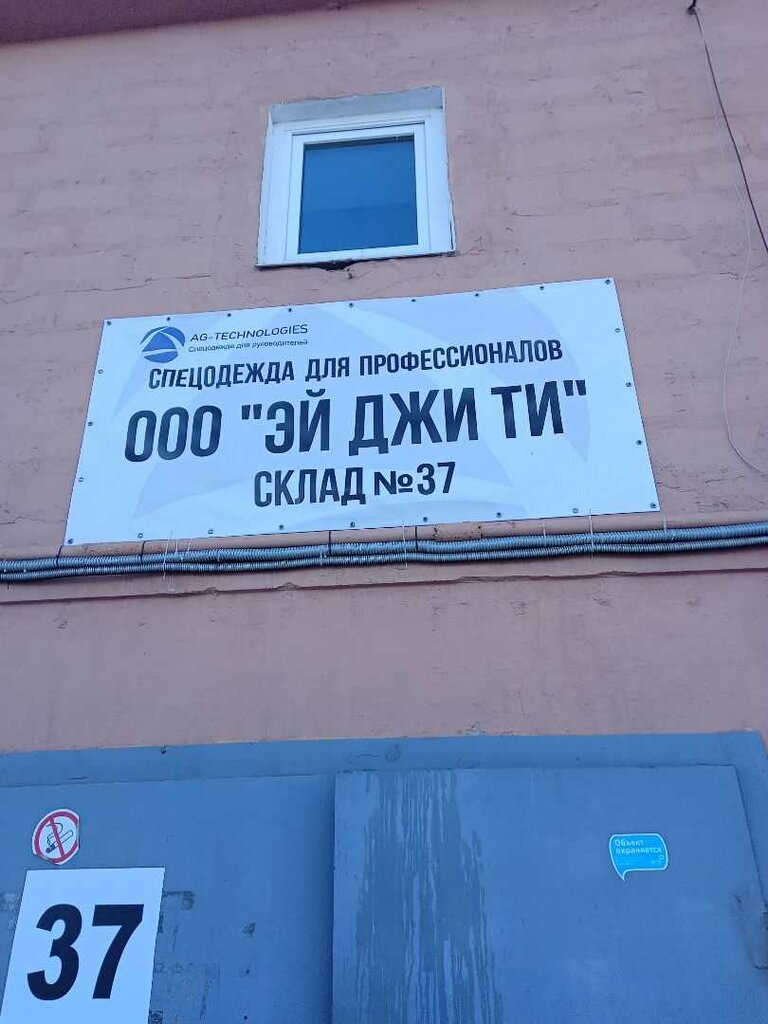 AG-TECHNOLOGIES
Спецодежда для руководителей
СПЕЦОДЕЖДА ДЛЯ ПРОФЕССИОНАЛОВ
ООО "ЭЙ ДЖИ ТИ"
СКЛАД №37
Объект
охраняется
37